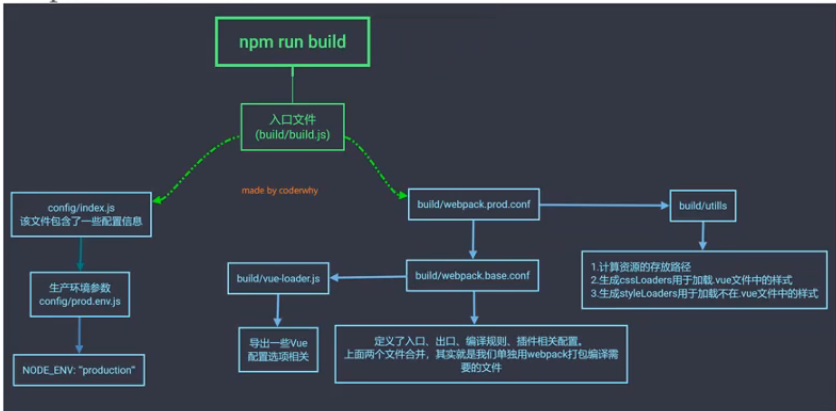 npm run build
入口文件
(build/build.js)
made by coderwhy
config/index.js
该文件包含了一些配置信息
build/webpack.prod.conf
build/utills
生产环境参数
config/prod.env.js
build/vue-loader.js
build/webpack.base.conf
1.计算资源的存放路径
2.生成cssLoaders用于加载.vue文件中的样式
3.生成styleLoaders用于加载不在.vue文件中的样式
NODE_ENV: "production"
导出一些Vue
配置选项相关
定义了入口、出口、编译规则、插件相关配置。
上面两个文件合并，其实就是我们单独用webpack打包编译需
要的文件